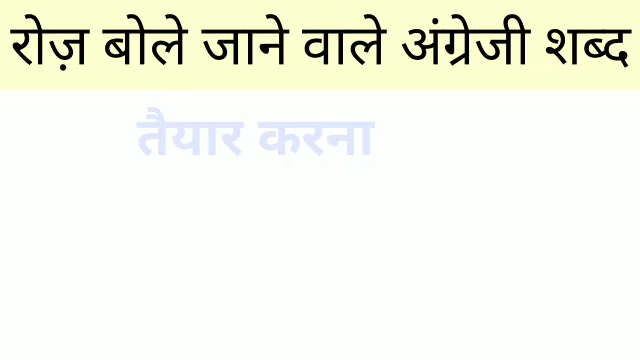 रोज़ बोले जाने वाले अंग्रेजी शब्द
तैयार करना